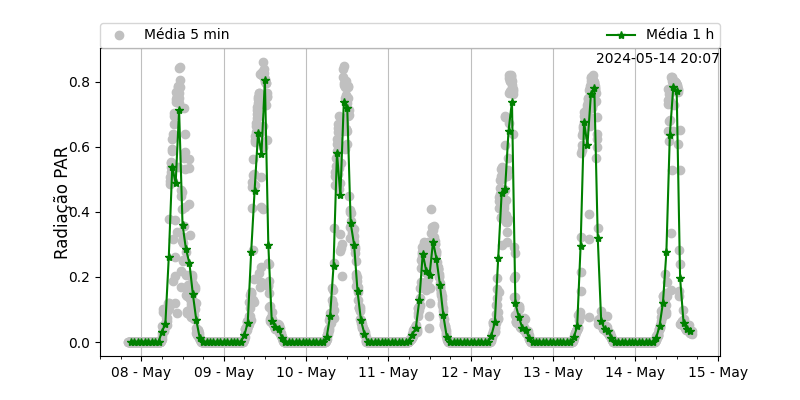 Média 5 min
Média 1 h
2024-05-14 20:07
Radiação PAR
0.8
0.6
0.4
0.2
0.0
08 - May
09 - May
10 - May
11 - May
12 - May
13 - May
14 - May
15 - May